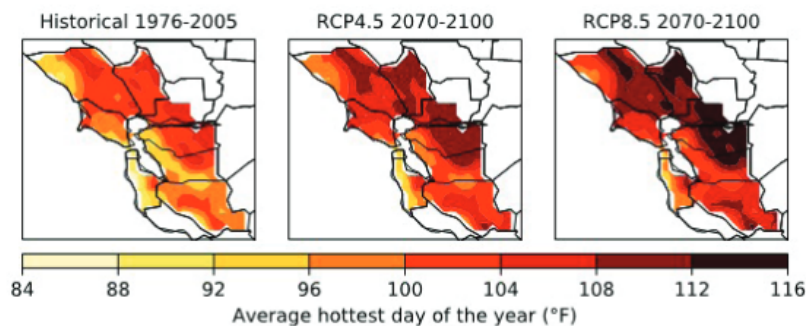 Historical 1976-2005 RCP4.5 2070-2100 RCP8.5 2070-2100
84 88 92 96 100 104 108 112 116
Average hottest day of the year (°F)